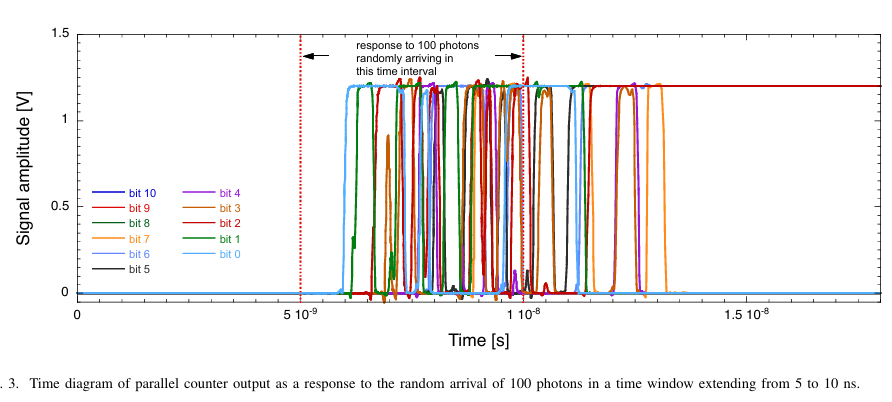 1.5
response to 100 photons
randomly arriving in
this time interval
1
Signal amplitude [V]
bit 10 bit 4
bit 9 bit 3
0.5
bit 8 bit 2
bit 7 bit 1
bit 6 bit 0
bit 5
0
0 5 10-9 1 10-8 1.5 10-8
Time [s]
. 3. Time diagram of parallel counter output as a response to the random arrival of 100 photons in a time window extending from 5 to 10 ns.